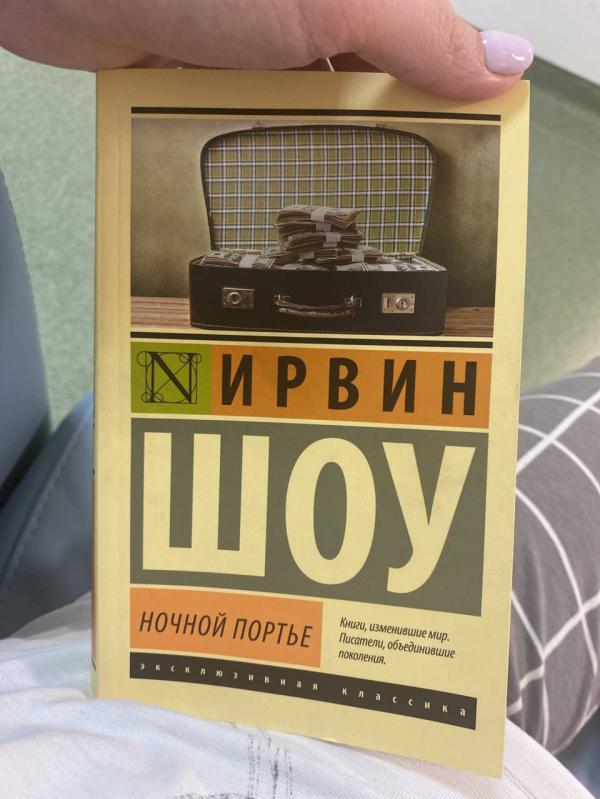 N ИРВИН
ШОУ
НОЧНОЙ ПОРТЬЕ
Книги, изменившие мир.
Писатели, объединившие
поколения.
эксклюзивная классика